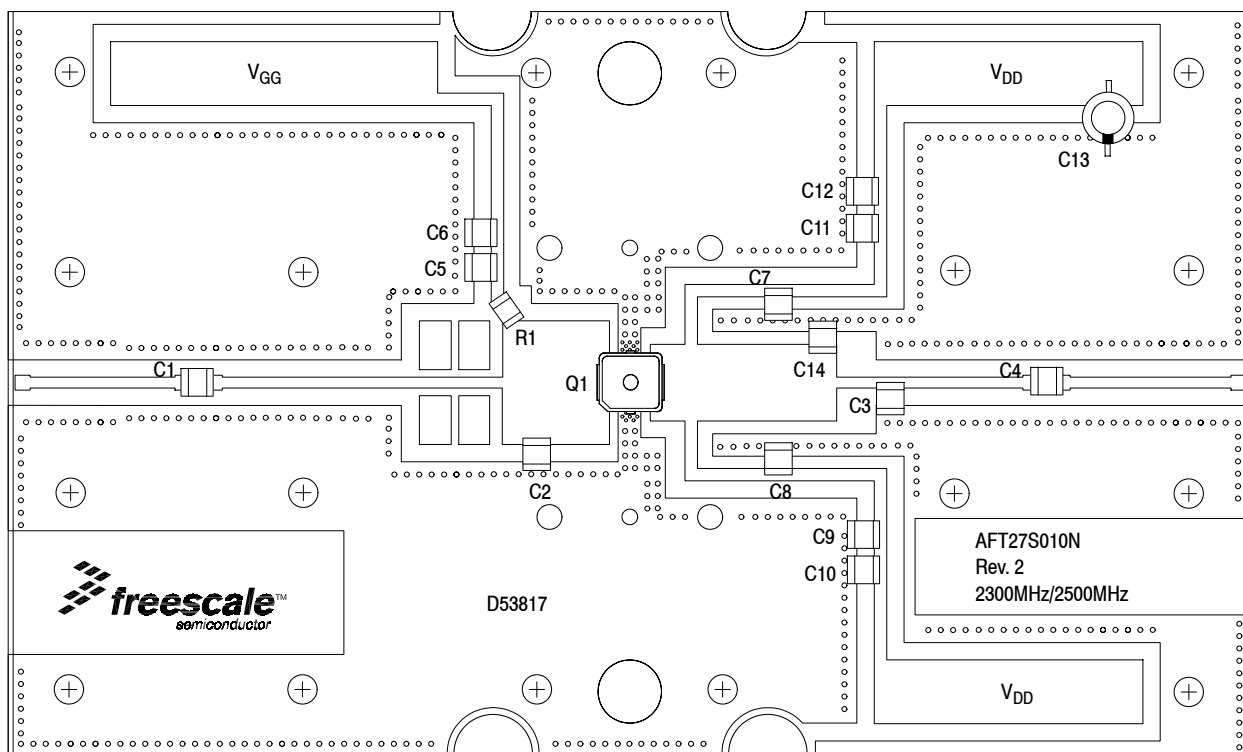 VGG
VDD
C13
C12
C11
C6
C5
C7
R1
C14
C1
Q1
C4
C3
C2
C8
C9
C10
AFT27S010N
Rev. 2
2300MHz/2500MHz
freescale™
semiconductor
D53817
VDD